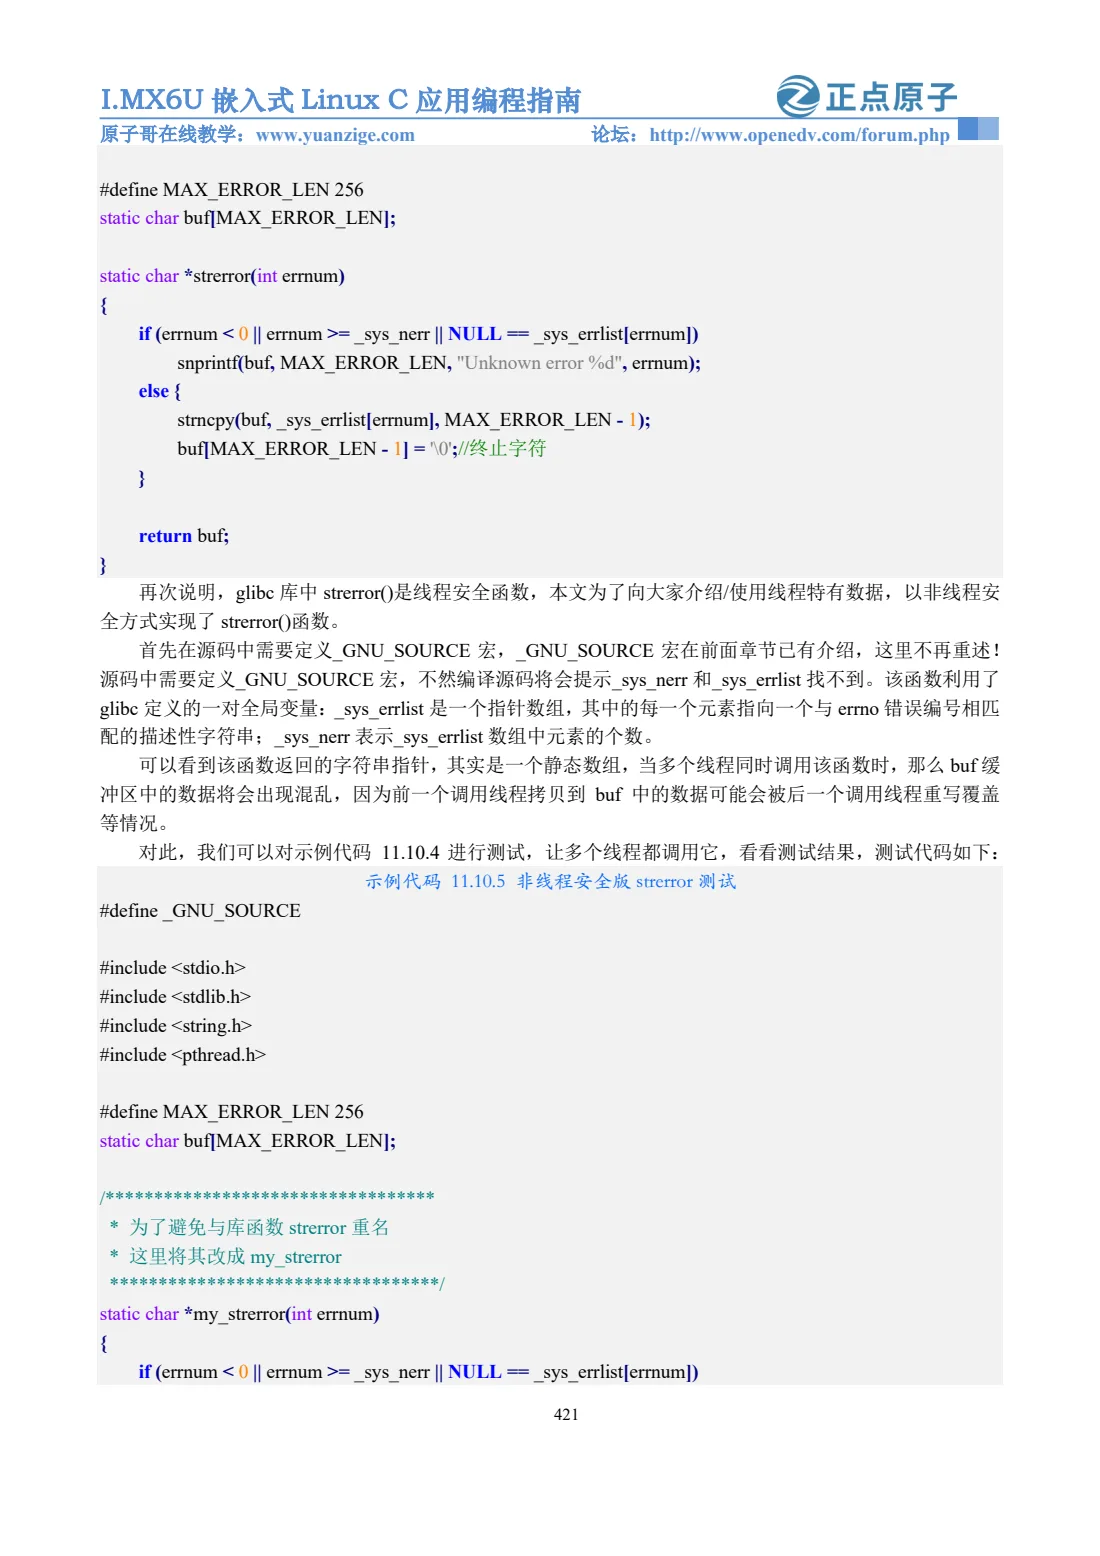 I.MX6U 嵌入式 Linux C 应用编程指南
正点原子
原子哥在线教学：www.yuanzige.com 论坛：http://www.openedv.com/forum.php
#define MAX_ERROR_LEN 256
static char buf[MAX_ERROR_LEN];
static char *strerror(int errnum)
{
if (errnum < 0 || errnum >= _sys_nerr || NULL == _sys_errlist[errnum])
snprintf(buf, MAX_ERROR_LEN, "Unknown error %d", errnum);
else {
strncpy(buf, _sys_errlist[errnum], MAX_ERROR_LEN - 1);
buf[MAX_ERROR_LEN - 1] = '\0';//终止字符
}
return buf;
}
再次说明，glibc 库中 strerror()是线程安全函数，本文为了向大家介绍/使用线程特有数据，以非线程安
全方式实现了 strerror()函数。
首先在源码中需要定义_GNU_SOURCE 宏，_GNU_SOURCE 宏在前面章节已有介绍，这里不再重述！
源码中需要定义_GNU_SOURCE 宏，不然编译源码将会提示_sys_nerr 和_sys_errlist 找不到。该函数利用了
glibc 定义的一对全局变量：_sys_errlist 是一个指针数组，其中的每一个元素指向一个与 errno 错误编号相匹
配的描述性字符串；_sys_nerr 表示_sys_errlist 数组中元素的个数。
可以看到该函数返回的字符串指针，其实是一个静态数组，当多个线程同时调用该函数时，那么 buf 缓
冲区中的数据将会出现混乱，因为前一个调用线程拷贝到 buf 中的数据可能会被后一个调用线程重写覆盖
等情况。
对此，我们可以对示例代码 11.10.4 进行测试，让多个线程都调用它，看看测试结果，测试代码如下：
示例代码 11.10.5 非线程安全版 strerror 测试
#define _GNU_SOURCE
#include <stdio.h>
#include <stdlib.h>
#include <string.h>
#include <pthread.h>
#define MAX_ERROR_LEN 256
static char buf[MAX_ERROR_LEN];
/**********************************
* 为了避免与库函数 strerror 重名
* 这里将其改成 my_strerror
**********************************/
static char *my_strerror(int errnum)
{
if (errnum < 0 || errnum >= _sys_nerr || NULL == _sys_errlist[errnum])
421